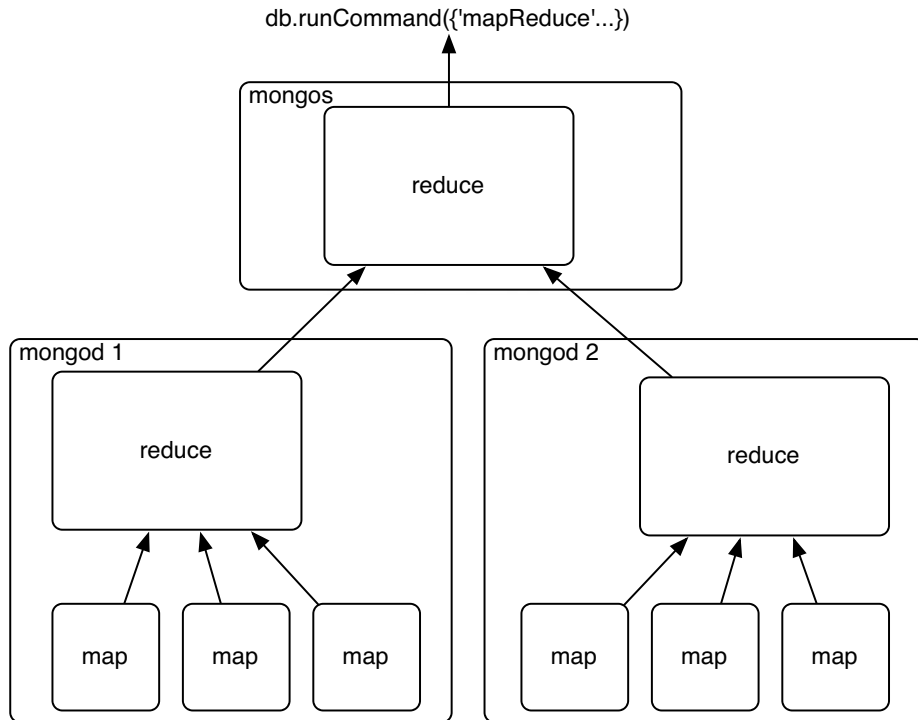 db.runCommand({'mapReduce'...})
mongos
reduce
mongod 1
mongod 2
reduce
reduce
map
map
map
map
map
map